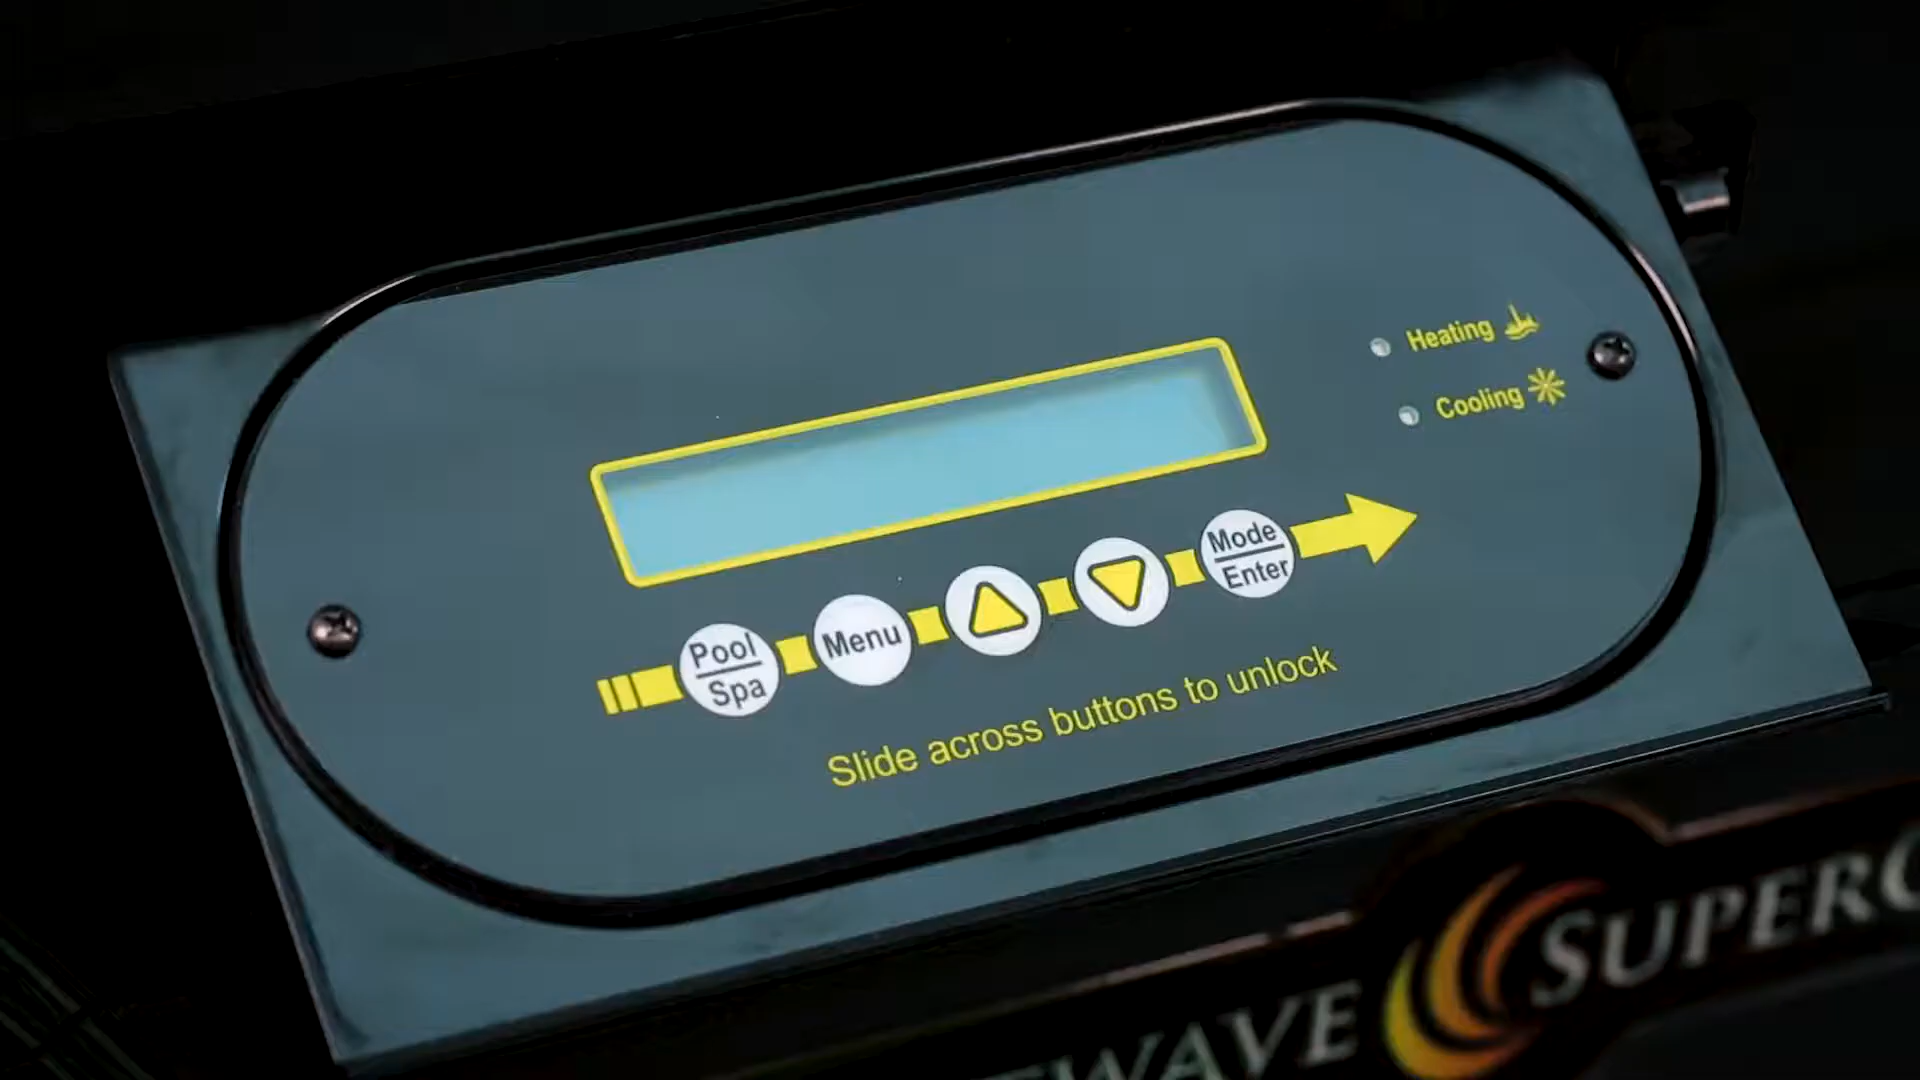 Heating
Cooling
Pool
Spa
Menu
Mode
Enter
Slide across buttons to unlock